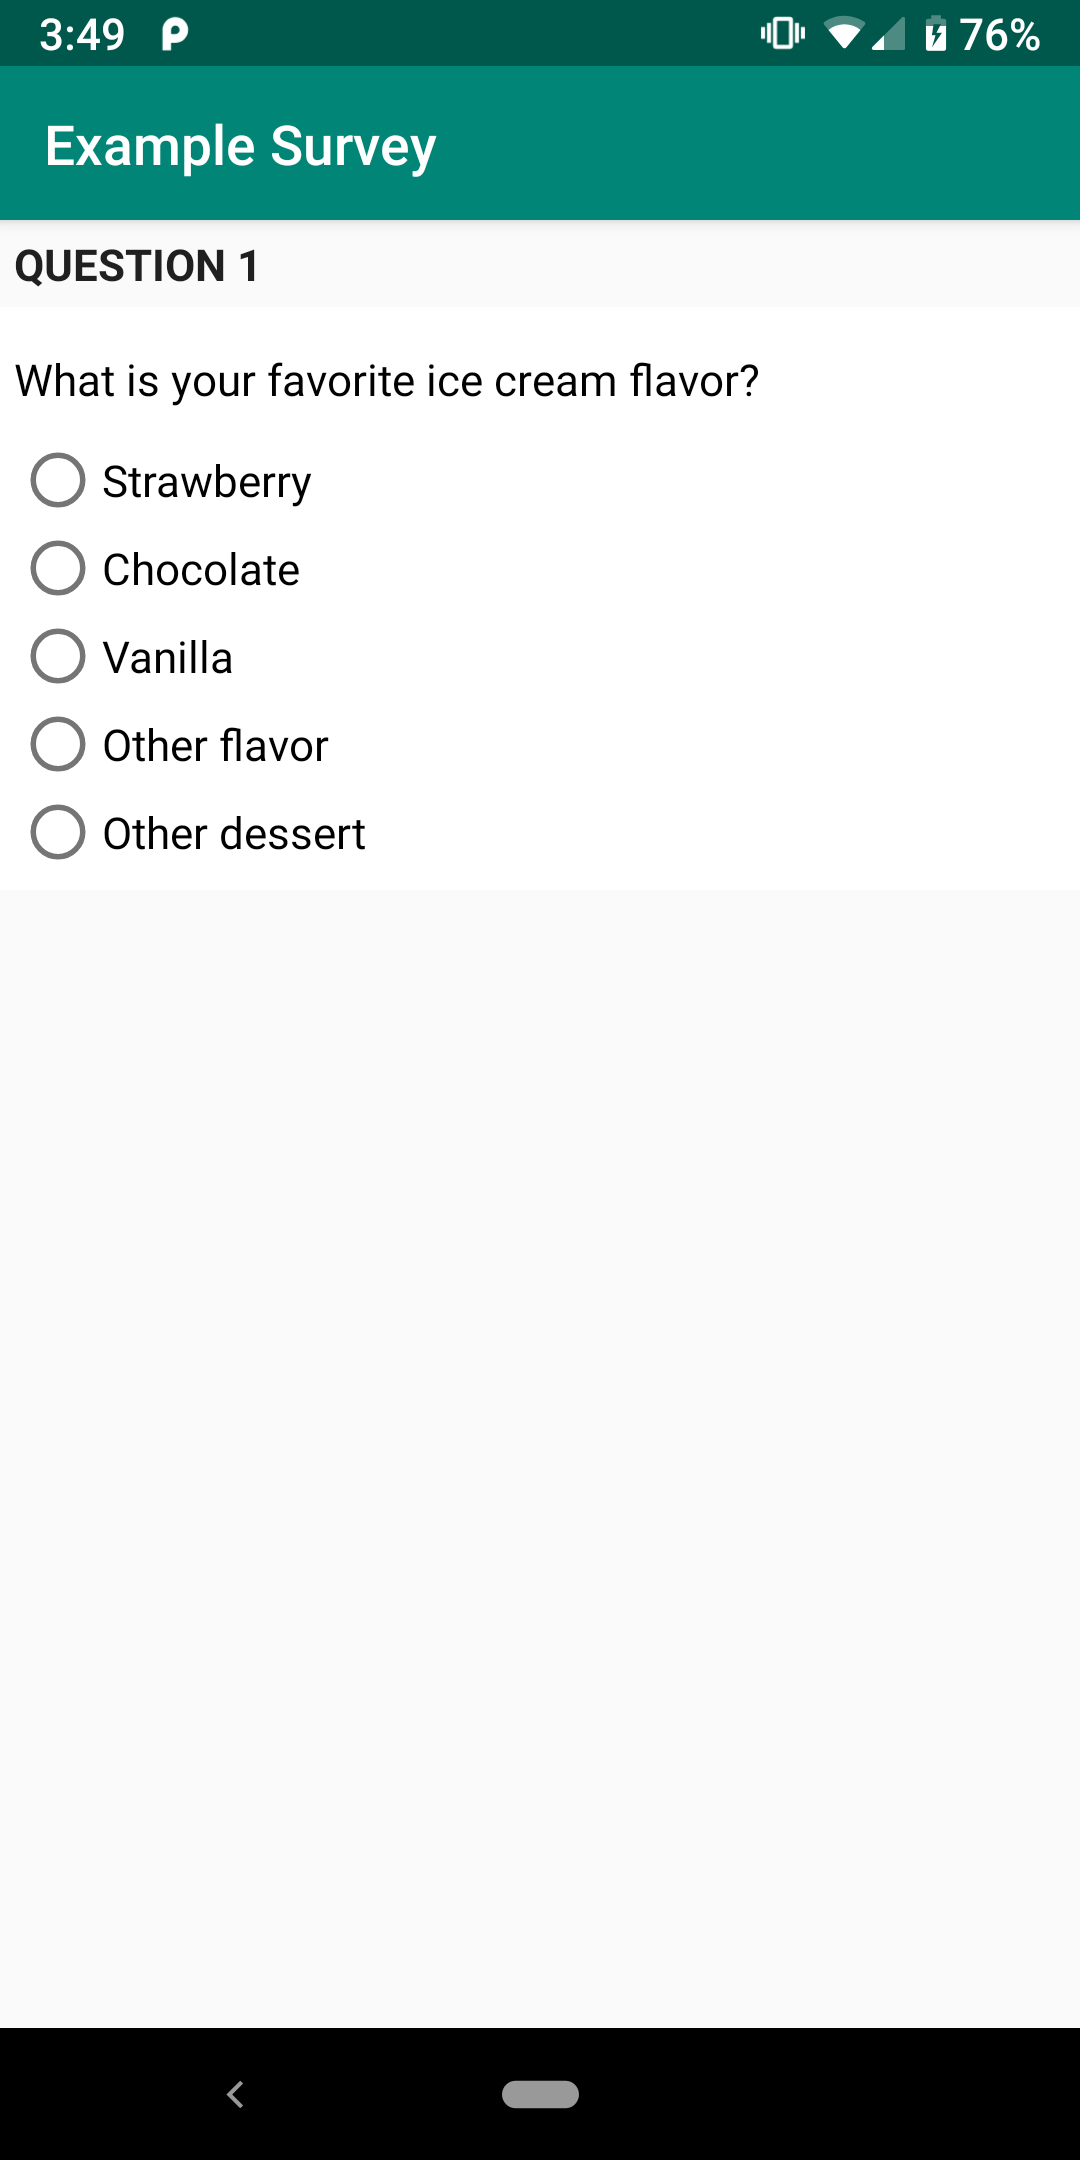 3:49 76%
Example Survey
QUESTION 1
What is your favorite ice cream flavor?
Strawberry
Chocolate
Vanilla
Other flavor
Other dessert